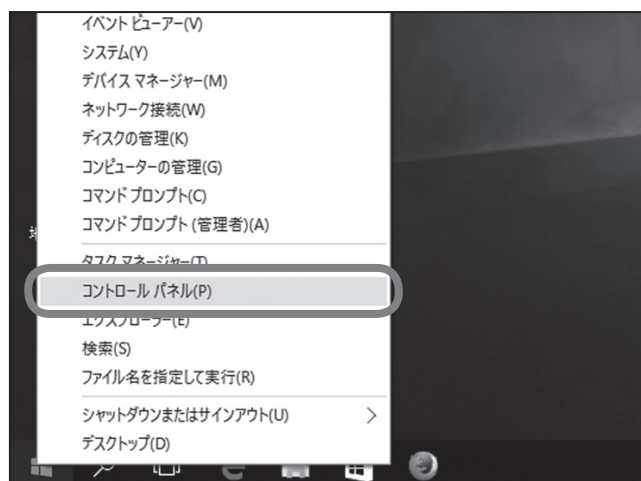 イベント ビューアー(V)
システム(Y)
デバイス マネージャー(M)
ネットワーク接続(W)
ディスクの管理(K)
コンピューターの管理(G)
コマンド プロンプト(C)
コマンド プロンプト (管理者)(A)
タスク マネージャー(T)
コントロール パネル(P)
エクスプローラー(E)
検索(S)
ファイル名を指定して実行(R)
シャットダウンまたはサインアウト(U)
デスクトップ(D)